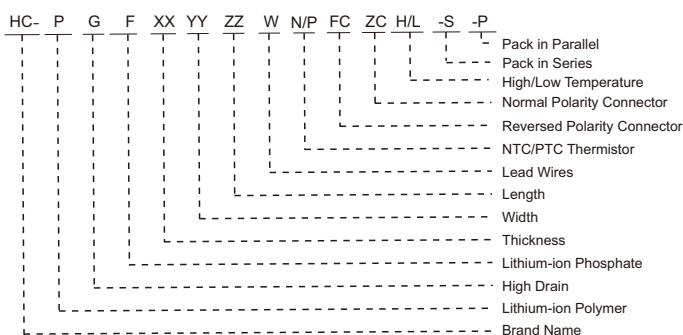 HC- P G F XX YY ZZ W N/P FC ZC H/L -S -P
Pack in Parallel
Pack in Series
High/Low Temperature
Normal Polarity Connector
Reversed Polarity Connector
NTC/PTC Thermistor
Lead Wires
Length
Width
Thickness
Lithium-ion Phosphate
High Drain
Lithium-ion Polymer
Brand Name